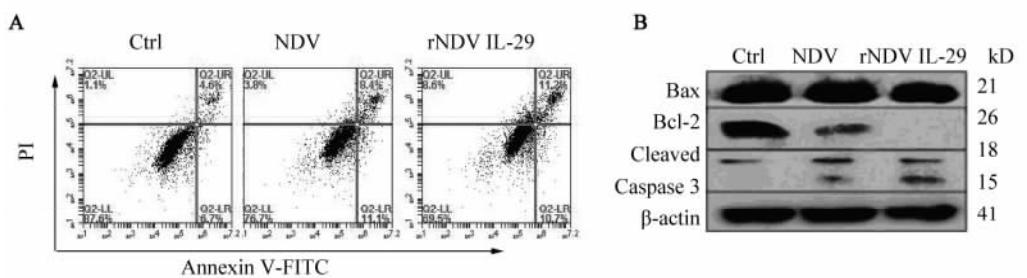 A
Ctrl
NDV
rNDV IL-29
Q2-UL
1.1%
Q2-UR
4.6%
Q2-UL
3.8%
Q2-UR
8.4%
Q2-UL
8.6%
Q2-UR
11.2%
Q2-LL
87.6%
Q2-LR
6.7%
Q2-LL
76.7%
Q2-LR
11.1%
Q2-LL
69.5%
Q2-LR
10.7%
PI
Annexin V-FITC
B
Ctrl NDV rNDV IL-29 kD
Bax 21
Bcl-2 26
Cleaved 18
Caspase 3 15
β-actin 41